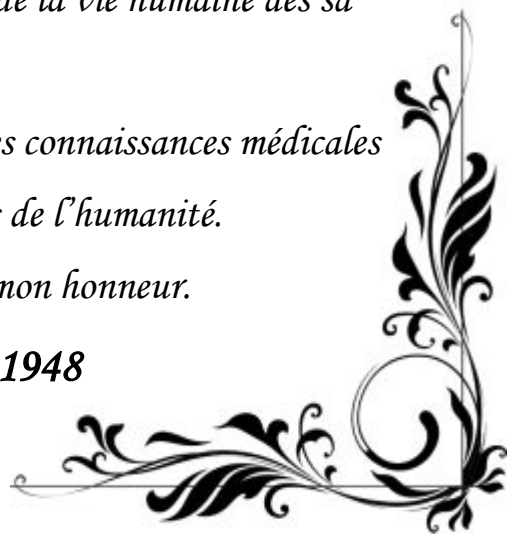 de la vie humaine dès sa
es connaissances médicales
de l’humanité.
mon honneur.
1948